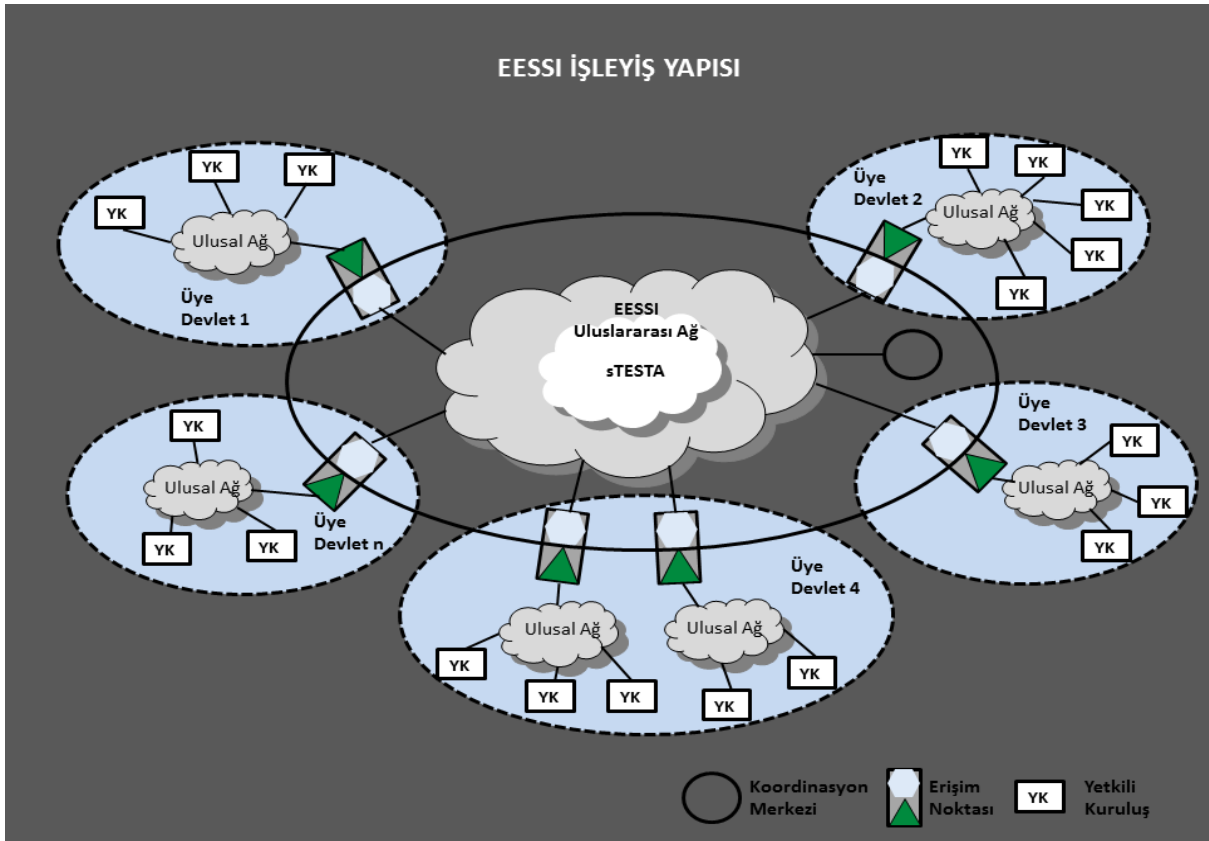 EESSI İŞLEYİŞ YAPISI
YK
YK
YK
Ulusal Ağ
Üye
Devlet 1
YK
YK
YK
YK
YK
Üye
Devlet 2
Ulusal Ağ
EESSI
Uluslararası Ağ
sTESTA
YK
Ulusal Ağ
YK
YK
Üye
Devlet n
Üye
Devlet 3
YK
Ulusal Ağ
YK
YK
Üye
Devlet 4
Ulusal Ağ
Ulusal Ağ
YK
YK
YK
YK
YK
Koordinasyon
Merkezi
Erişim
Noktası
YK
Yetkili
Kuruluş